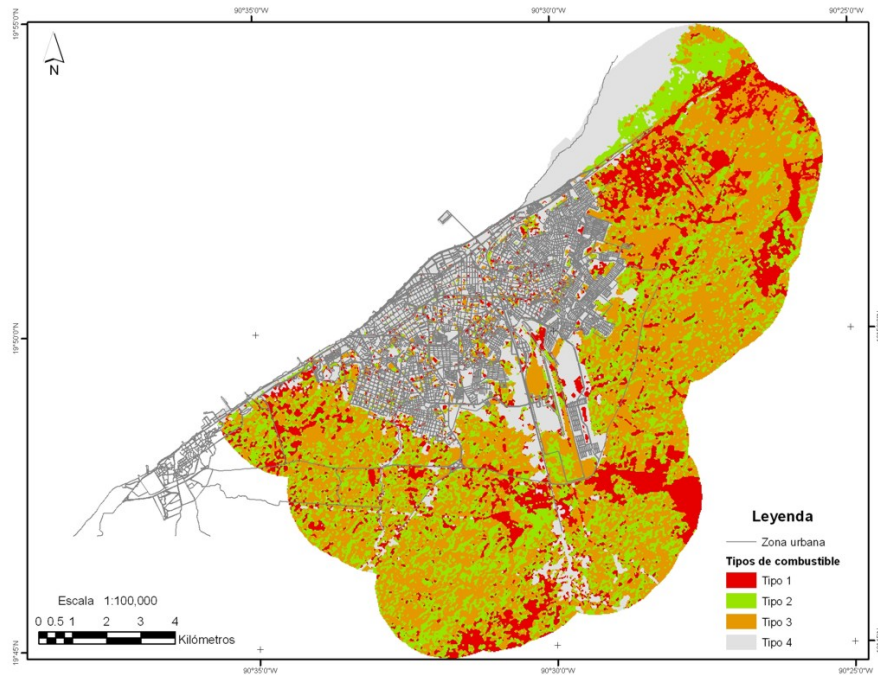 90°35'0"W
90°30'0"W
90°25'0"W
19°55'0"N
N
19°50'0"N
Leyenda
Zona urbana
Tipos de combustible
Tipo 1
Tipo 2
Tipo 3
Tipo 4
Escala 1:100,000
0 0.5 1 2 3 4
Kilómetros
19°45'N
90°35'0"W
90°30'0"W
90°25'0"W